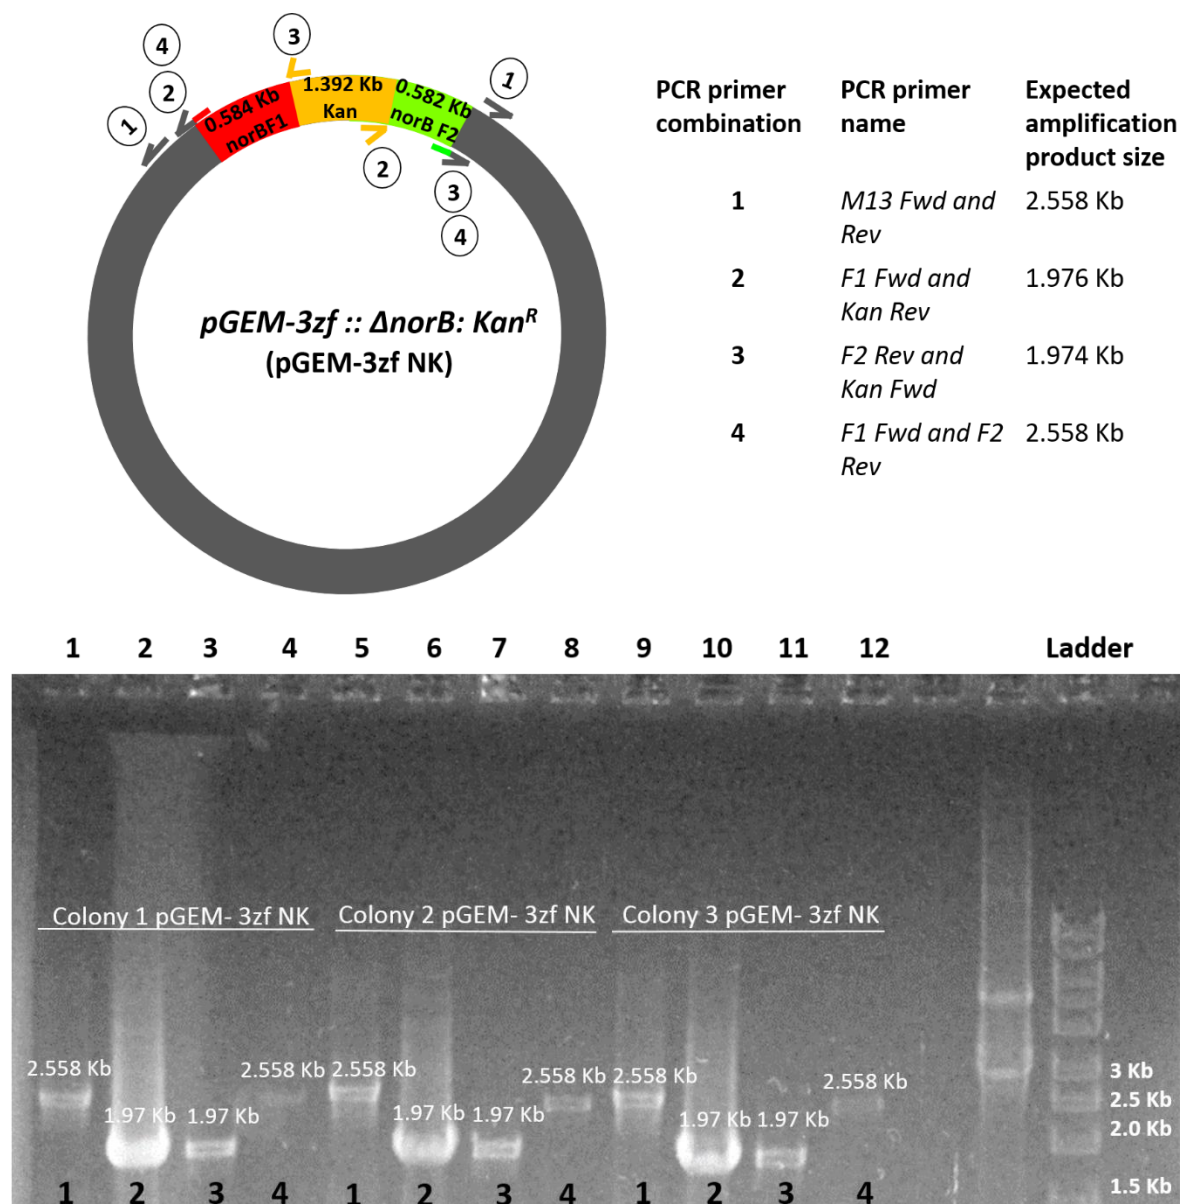 4
3
1
2
1
0.584 Kb
norBF1
1.392 Kb
Kan
0.582 Kb
norB F2
2
3
4
pGEM-3zf :: ΔnorB: Kanᴿ
(pGEM-3zf NK)
PCR primer combination PCR primer name Expected amplification product size
1 M13 Fwd and Rev 2.558 Kb
2 F1 Fwd and Kan Rev 1.976 Kb
3 F2 Rev and Kan Fwd 1.974 Kb
4 F1 Fwd and F2 Rev 2.558 Kb
1 2 3 4 5 6 7 8 9 10 11 12 Ladder
Colony 1 pGEM- 3zf NK Colony 2 pGEM- 3zf NK Colony 3 pGEM- 3zf NK
2.558 Kb 2.558 Kb 2.558 Kb 2.558 Kb 2.558 Kb 2.558 Kb
1.97 Kb 1.97 Kb 1.97 Kb 1.97 Kb 1.97 Kb 1.97 Kb
3 Kb
2.5 Kb
2.0 Kb
1.5 Kb
1 2 3 4 1 2 3 4 1 2 3 4